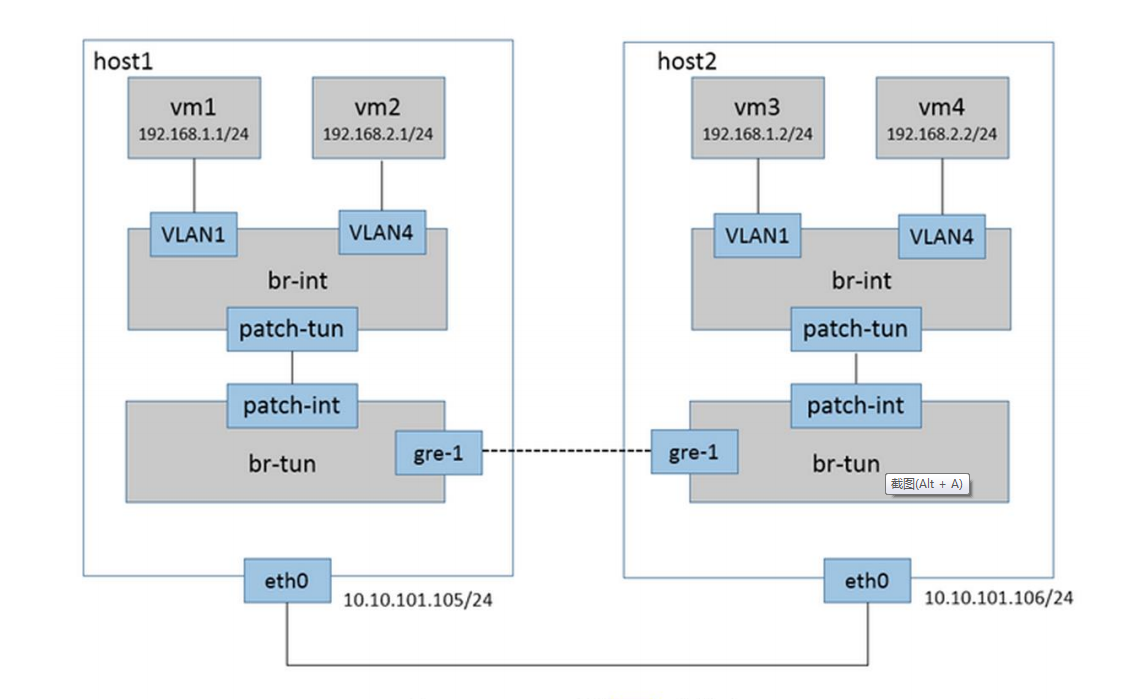 host1
vm1
192.168.1.1/24
vm2
192.168.2.1/24
VLAN1
VLAN4
br-int
patch-tun
patch-int
br-tun
gre-1
eth0
10.10.101.105/24
host2
vm3
192.168.1.2/24
vm4
192.168.2.2/24
VLAN1
VLAN4
br-int
patch-tun
patch-int
gre-1
br-tun
截图(Alt + A)
eth0
10.10.101.106/24